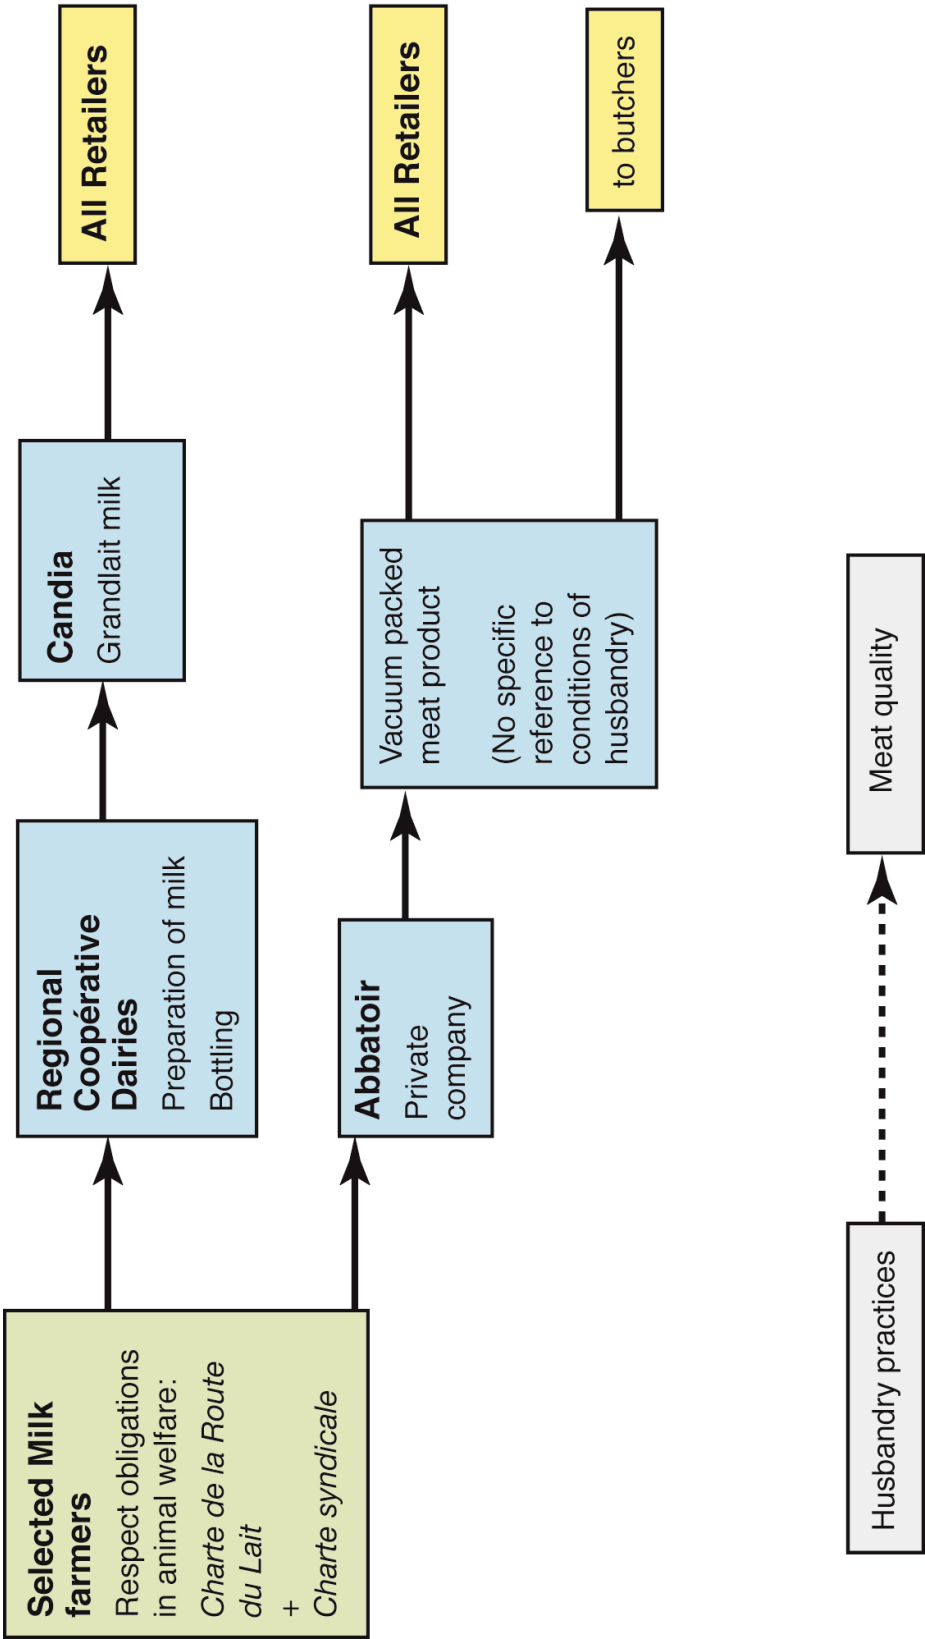 Selected Milk
farmers
Respect obligations
in animal welfare:
Charte de la Route
du Lait
+
Charte syndicale
Regional
Coopérative
Dairies
Preparation of milk
Bottling
Candia
Grandlait milk
All Retailers
Abbatoir
Private
company
Vacuum packed
meat product
(No specific
reference to
conditions of
husbandry)
All Retailers
to butchers
Husbandry practices
Meat quality